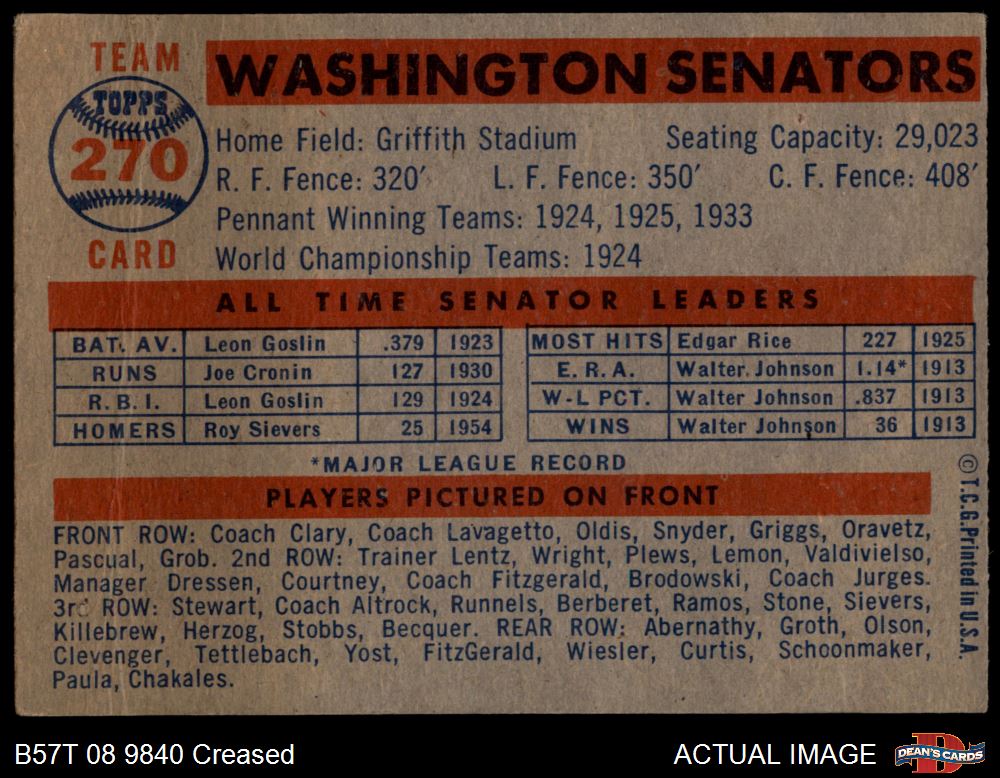 TEAM
TOPPS
270
CARD
WASHINGTON SENATORS
Home Field: Griffith Stadium Seating Capacity: 29,023
R. F. Fence: 320′ L. F. Fence: 350′ C. F. Fence: 408′
Pennant Winning Teams: 1924, 1925, 1933
World Championship Teams: 1924
ALL TIME SENATOR LEADERS
BAT. AV. Leon Goslin .379 1923
RUNS Joe Cronin 127 1930
R. B. I. Leon Goslin 129 1924
HOMERS Roy Sievers 25 1954
MOST HITS Edgar Rice 227 1925
E. R. A. Walter Johnson 1.14* 1913
W-L PCT. Walter Johnson .837 1913
WINS Walter Johnson 36 1913
*MAJOR LEAGUE RECORD
PLAYERS PICTURED ON FRONT
FRONT ROW: Coach Clary, Coach Lavagetto, Oldis, Snyder, Griggs, Oravetz,
Pascual, Grob. 2nd ROW: Trainer Lentz, Wright, Plews, Lemon, Valdivielso,
Manager Dressen, Courtney, Coach Fitzgerald, Brodowski, Coach Jurges.
3rd ROW: Stewart, Coach Altrock, Runnels, Berberet, Ramos, Stone, Sievers,
Killebrew, Herzog, Stobbs, Becquer. REAR ROW: Abernathy, Groth, Olson,
Clevenger, Tettlebach, Yost, FitzGerald, Wiesler, Curtis, Schoonmaker,
Paula, Chakales.
© T.C.G. Printed in U.S.A.
B57T 08 9840 Creased
ACTUAL IMAGE
DEAN'S CARDS